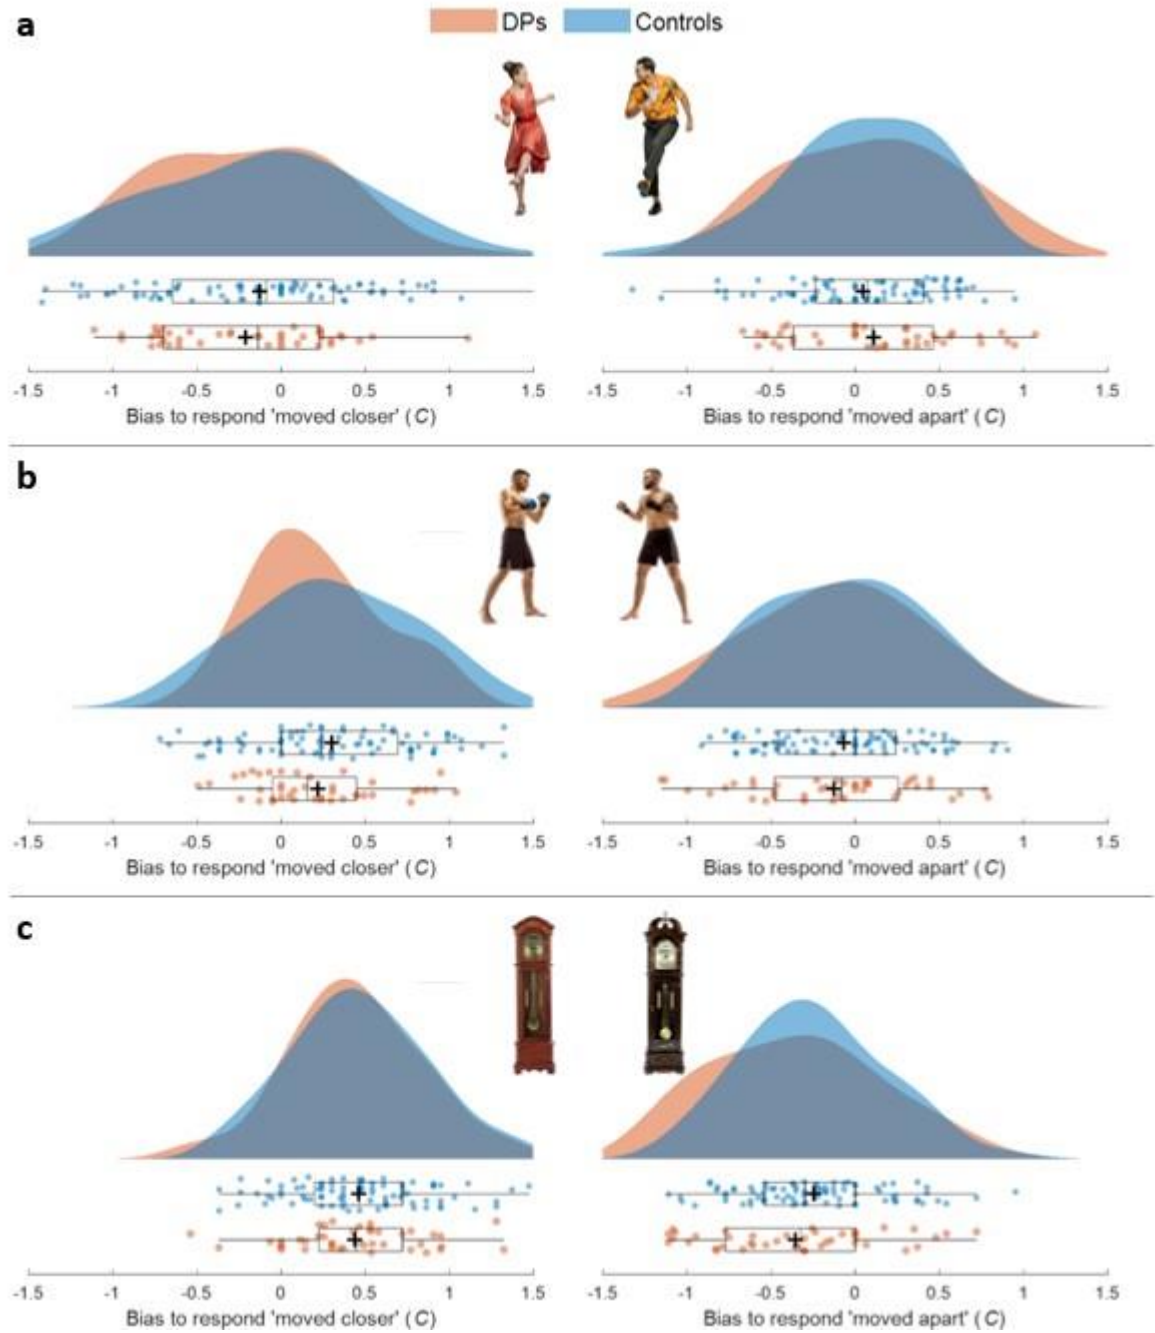 a
DPs Controls
-1.5 -1 -0.5 0 0.5 1 1.5 -1.5 -1 -0.5 0 0.5 1 1.5
Bias to respond 'moved closer' (C) Bias to respond 'moved apart' (C)
b
-1.5 -1 -0.5 0 0.5 1 1.5 -1.5 -1 -0.5 0 0.5 1 1.5
Bias to respond 'moved closer' (C) Bias to respond 'moved apart' (C)
c
-1.5 -1 -0.5 0 0.5 1 1.5 -1.5 -1 -0.5 0 0.5 1 1.5
Bias to respond 'moved closer' (C) Bias to respond 'moved apart' (C)